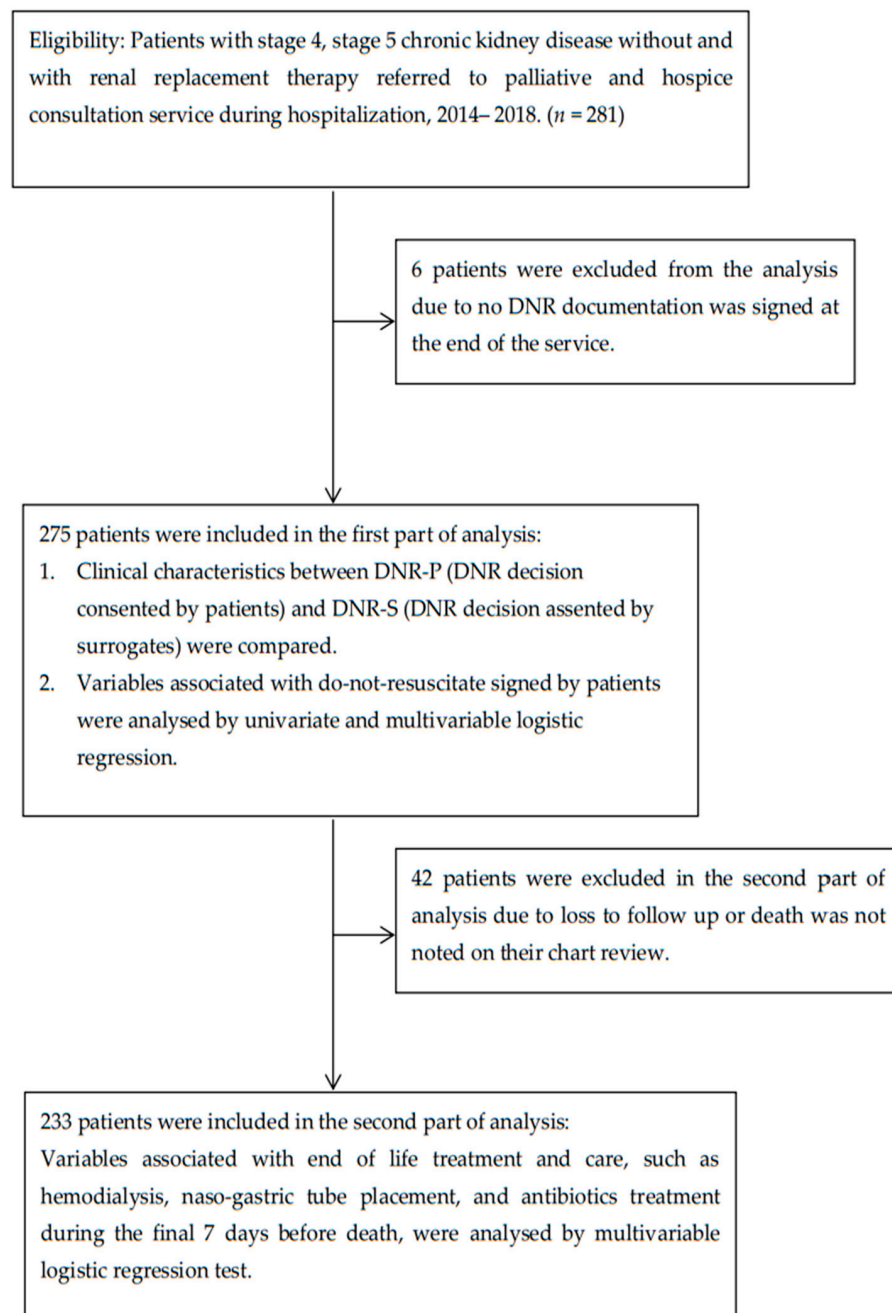 Eligibility: Patients with stage 4, stage 5 chronic kidney disease without and
with renal replacement therapy referred to palliative and hospice
consultation service during hospitalization, 2014– 2018. (n = 281)
6 patients were excluded from the analysis
due to no DNR documentation was signed at
the end of the service.
275 patients were included in the first part of analysis:
1. Clinical characteristics between DNR-P (DNR decision
consented by patients) and DNR-S (DNR decision assented by
surrogates) were compared.
2. Variables associated with do-not-resuscitate signed by patients
were analysed by univariate and multivariable logistic
regression.
42 patients were excluded in the second part of
analysis due to loss to follow up or death was not
noted on their chart review.
233 patients were included in the second part of analysis:
Variables associated with end of life treatment and care, such as
hemodialysis, naso-gastric tube placement, and antibiotics treatment
during the final 7 days before death, were analysed by multivariable
logistic regression test.